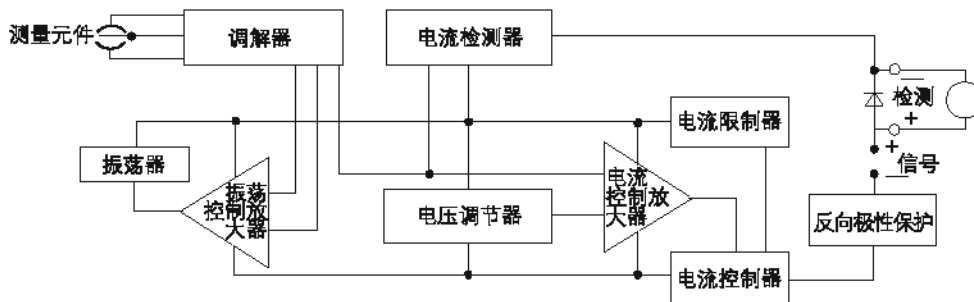 测量元件
调解器
电流检测器
检测
电流限制器
信号
振荡器
振荡
控制放
大器
电压调节器
电流
控制放
大器
反向极性保护
电流控制器